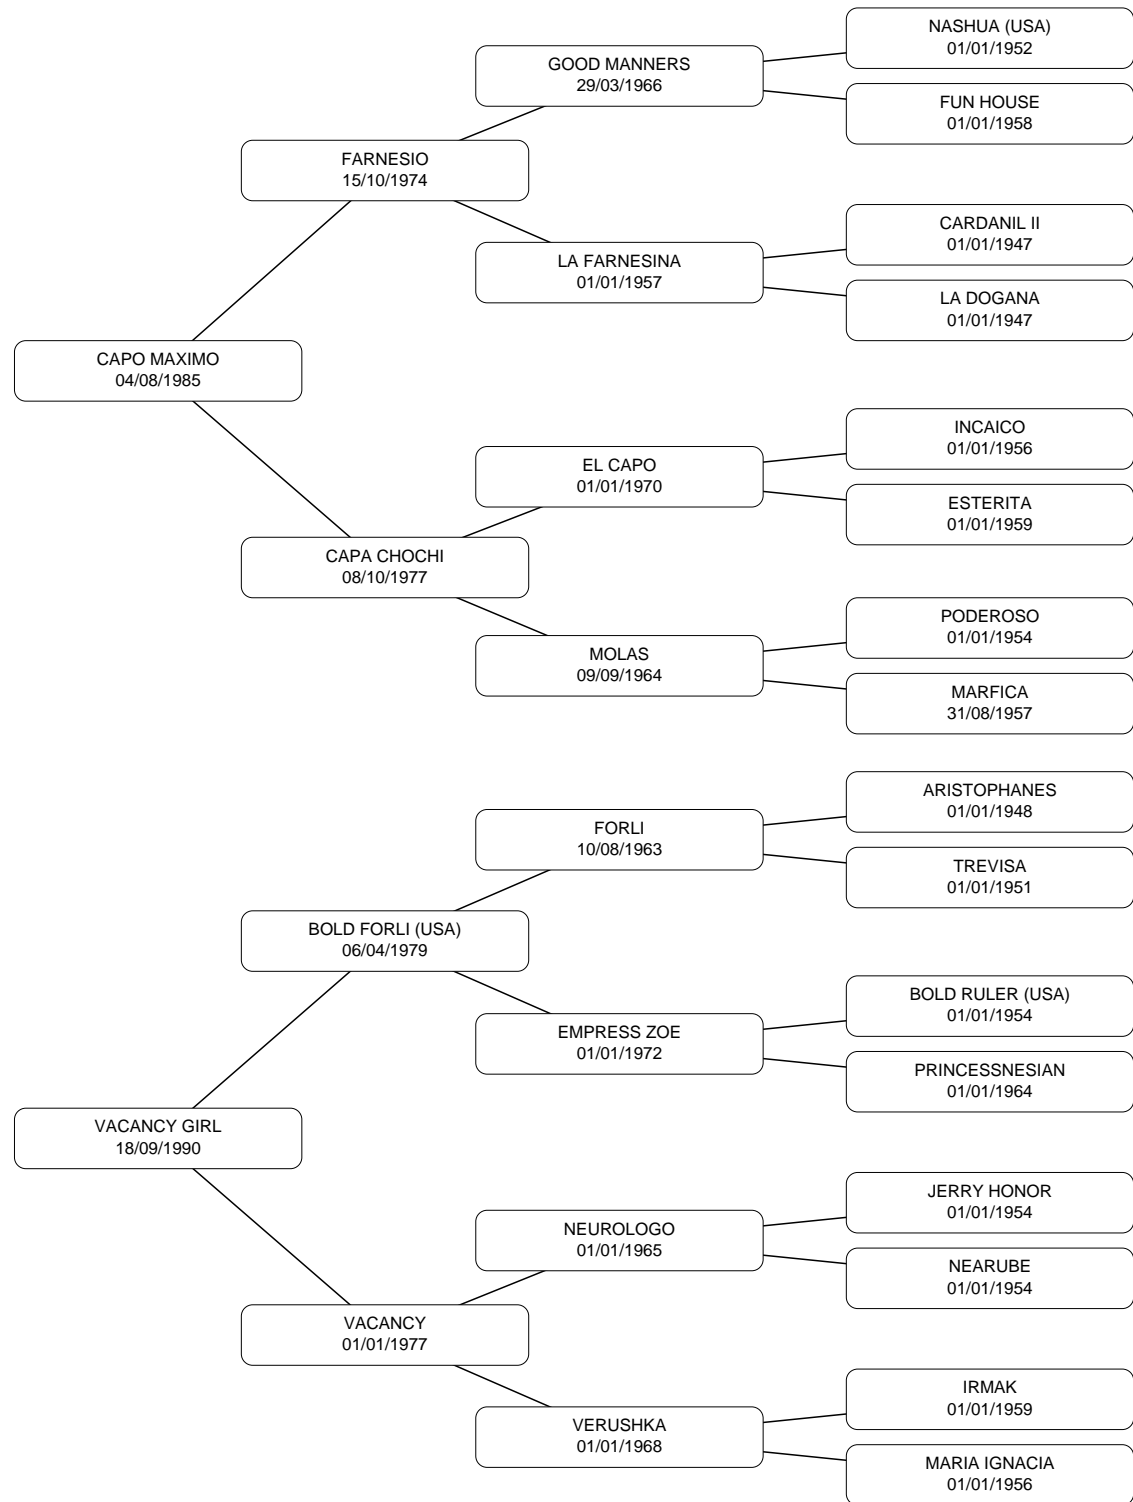 NASHUA (USA)
01/01/1952
GOOD MANNERS
29/03/1966
FUN HOUSE
01/01/1958
FARNESIO
15/10/1974
CARDANIL II
01/01/1947
LA FARNESINA
01/01/1957
LA DOGANA
01/01/1947
CAPO MAXIMO
04/08/1985
INCAICO
01/01/1956
EL CAPO
01/01/1970
ESTERITA
01/01/1959
CAPA CHOCHI
08/10/1977
PODEROSO
01/01/1954
MOLAS
09/09/1964
MARFICA
31/08/1957
ARISTOPHANES
01/01/1948
FORLI
10/08/1963
TREVISA
01/01/1951
BOLD FORLI (USA)
06/04/1979
BOLD RULER (USA)
01/01/1954
EMPRESS ZOE
01/01/1972
PRINCESSNESIAN
01/01/1964
VACANCY GIRL
18/09/1990
JERRY HONOR
01/01/1954
NEUROLOGO
01/01/1965
NEARUBE
01/01/1954
VACANCY
01/01/1977
IRMAK
01/01/1959
VERUSHKA
01/01/1968
MARIA IGNACIA
01/01/1956